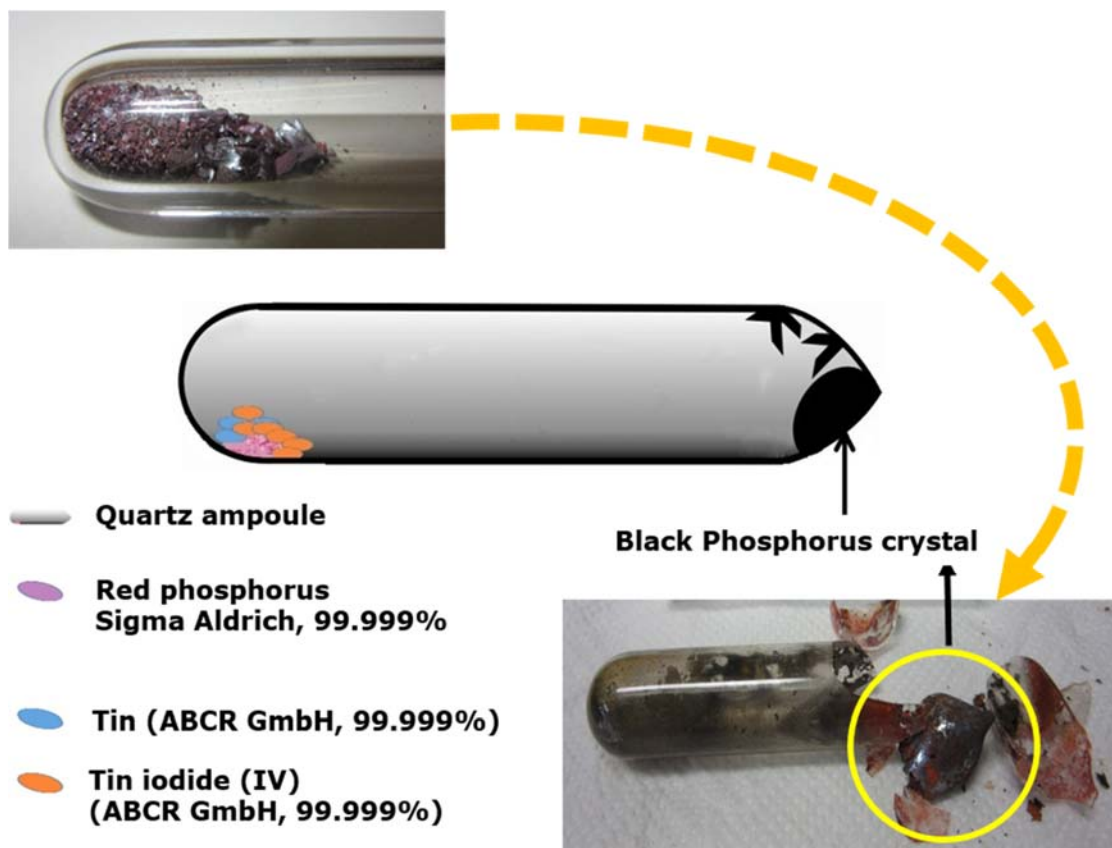 Quartz ampoule
Red phosphorus
Sigma Aldrich, 99.999%
Tin (ABCR GmbH, 99.999%)
Tin iodide (IV)
(ABCR GmbH, 99.999%)
Black Phosphorus crystal